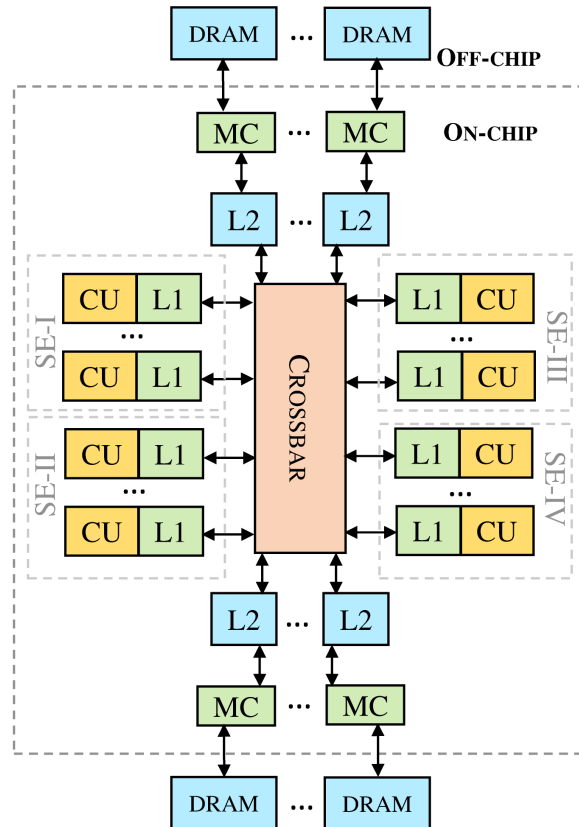 DRAM ... DRAM
OFF-CHIP
MC ... MC
ON-CHIP
L2 ... L2
SE-I
CU L1
...
CU L1
SE-II
CU L1
...
CU L1
CROSSBAR
L1 CU
...
L1 CU
SE-III
L1 CU
...
L1 CU
SE-IV
L2 ... L2
MC ... MC
DRAM ... DRAM